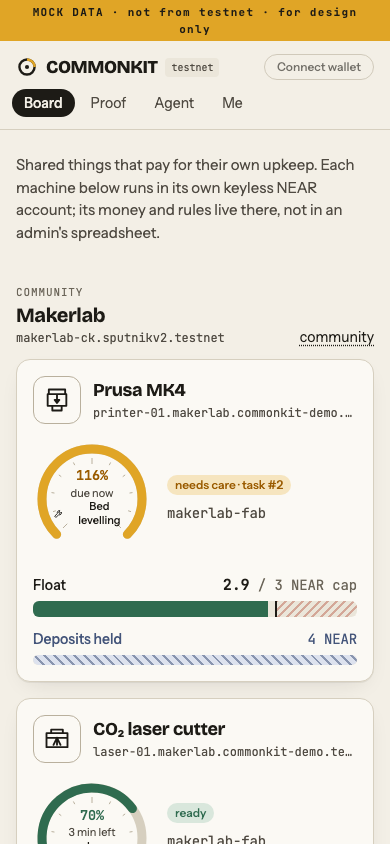 MOCK DATA · not from testnet · for design
only
COMMONKIT testnet Connect wallet
Board Proof Agent Me
Shared things that pay for their own upkeep. Each
machine below runs in its own keyless NEAR
account; its money and rules live there, not in an
admin's spreadsheet.
COMMUNITY
Makerlab
makerlab-ck.sputnikv2.testnet community
Prusa MK4
printer-01.makerlab.commonkit-demo.…
116%
due now
Bed
levelling
needs care · task #2
makerlab-fab
Float 2.9 / 3 NEAR cap
Deposits held 4 NEAR
CO₂ laser cutter
laser-01.makerlab.commonkit-demo.te…
70%
3 min left
ready